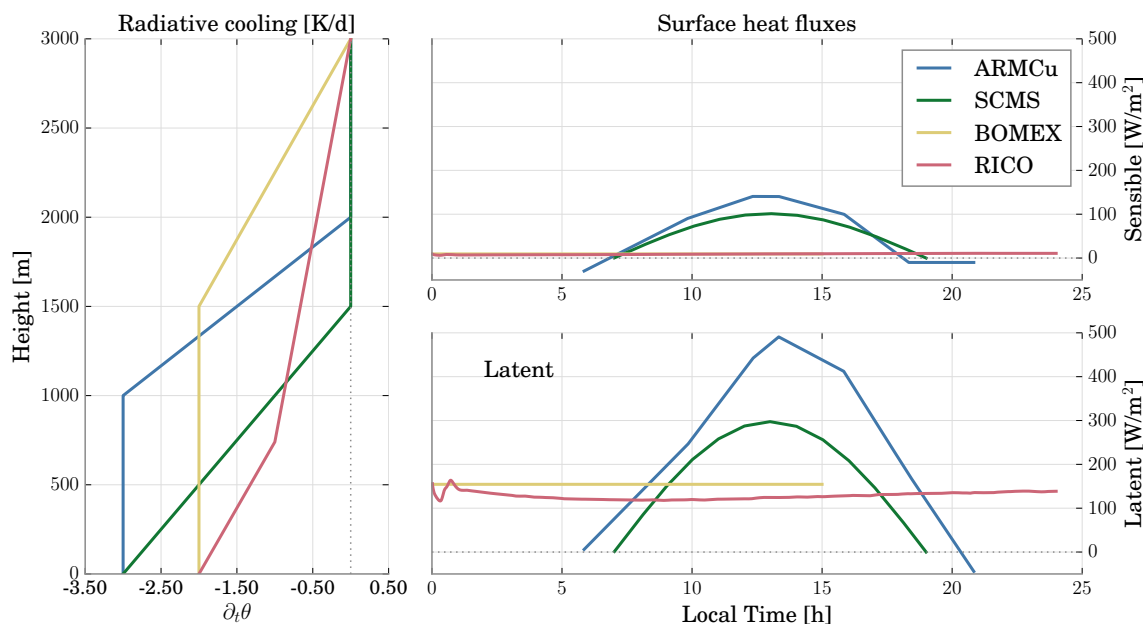 Radiative cooling [K/d]
3000
2500
2000
1500
1000
500
0
Height [m]
-3.50 -2.50 -1.50 -0.50 0.50
∂tθ
Surface heat fluxes
ARMCu
SCMS
BOMEX
RICO
500
400
300
200
100
0
Sensible [W/m²]
0 5 10 15 20 25
Latent
500
400
300
200
100
0
Latent [W/m²]
0 5 10 15 20 25
Local Time [h]